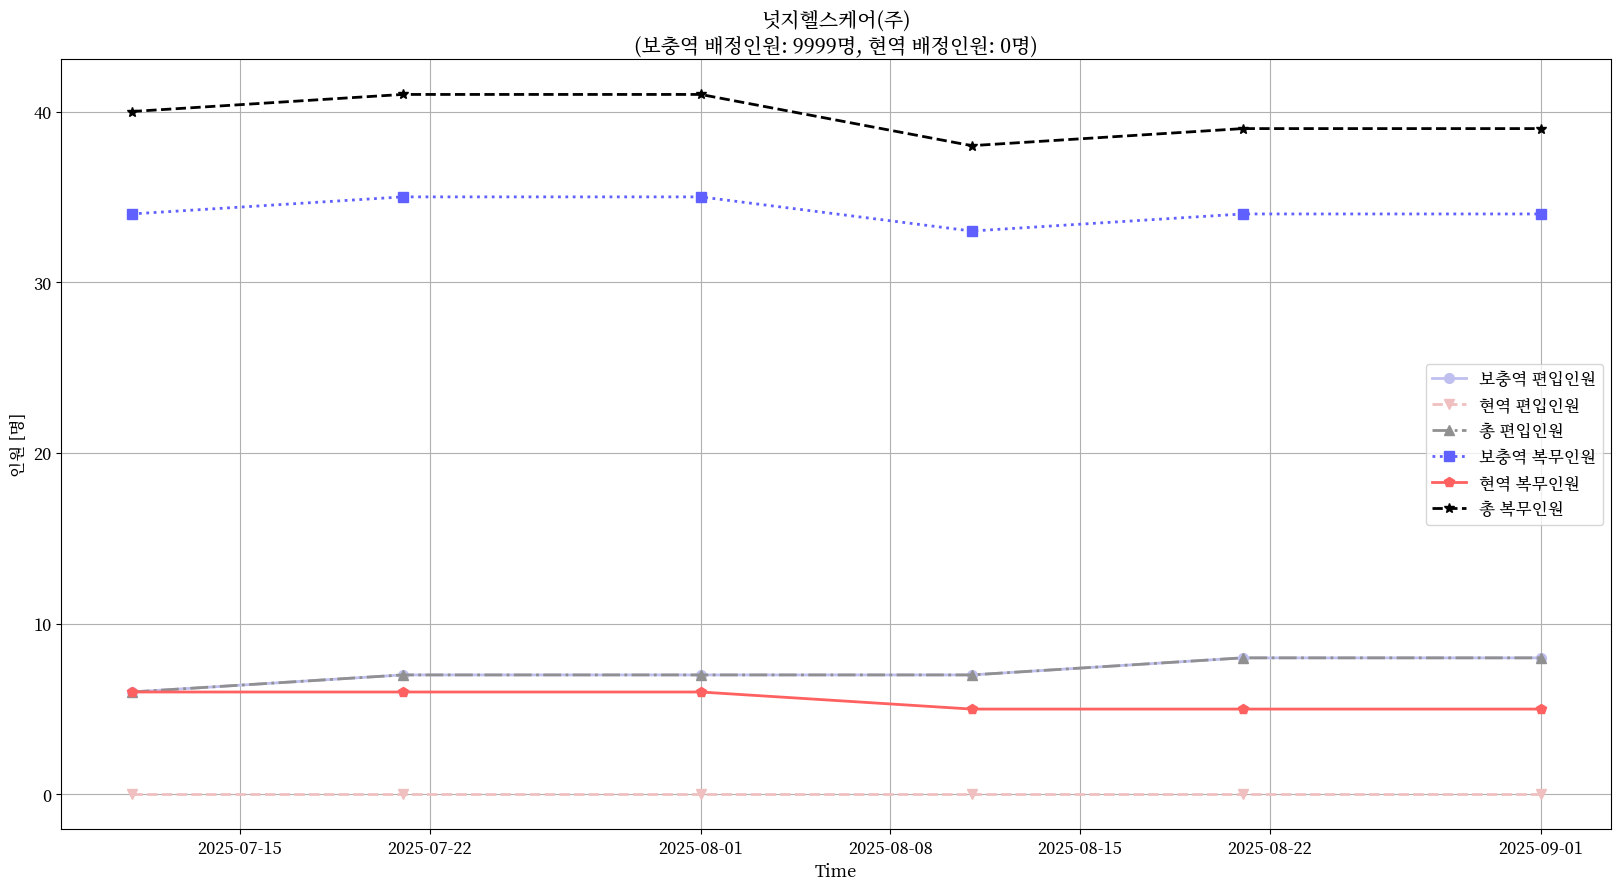 넛지헬스케어(주)
(보충역 배정인원: 9999명, 현역 배정인원: 0명)
인원 [명]
40
30
20
10
0
보충역 편입인원
현역 편입인원
총 편입인원
보충역 복무인원
현역 복무인원
총 복무인원
2025-07-15
2025-07-22
2025-08-01
2025-08-08
2025-08-15
2025-08-22
2025-09-01
Time